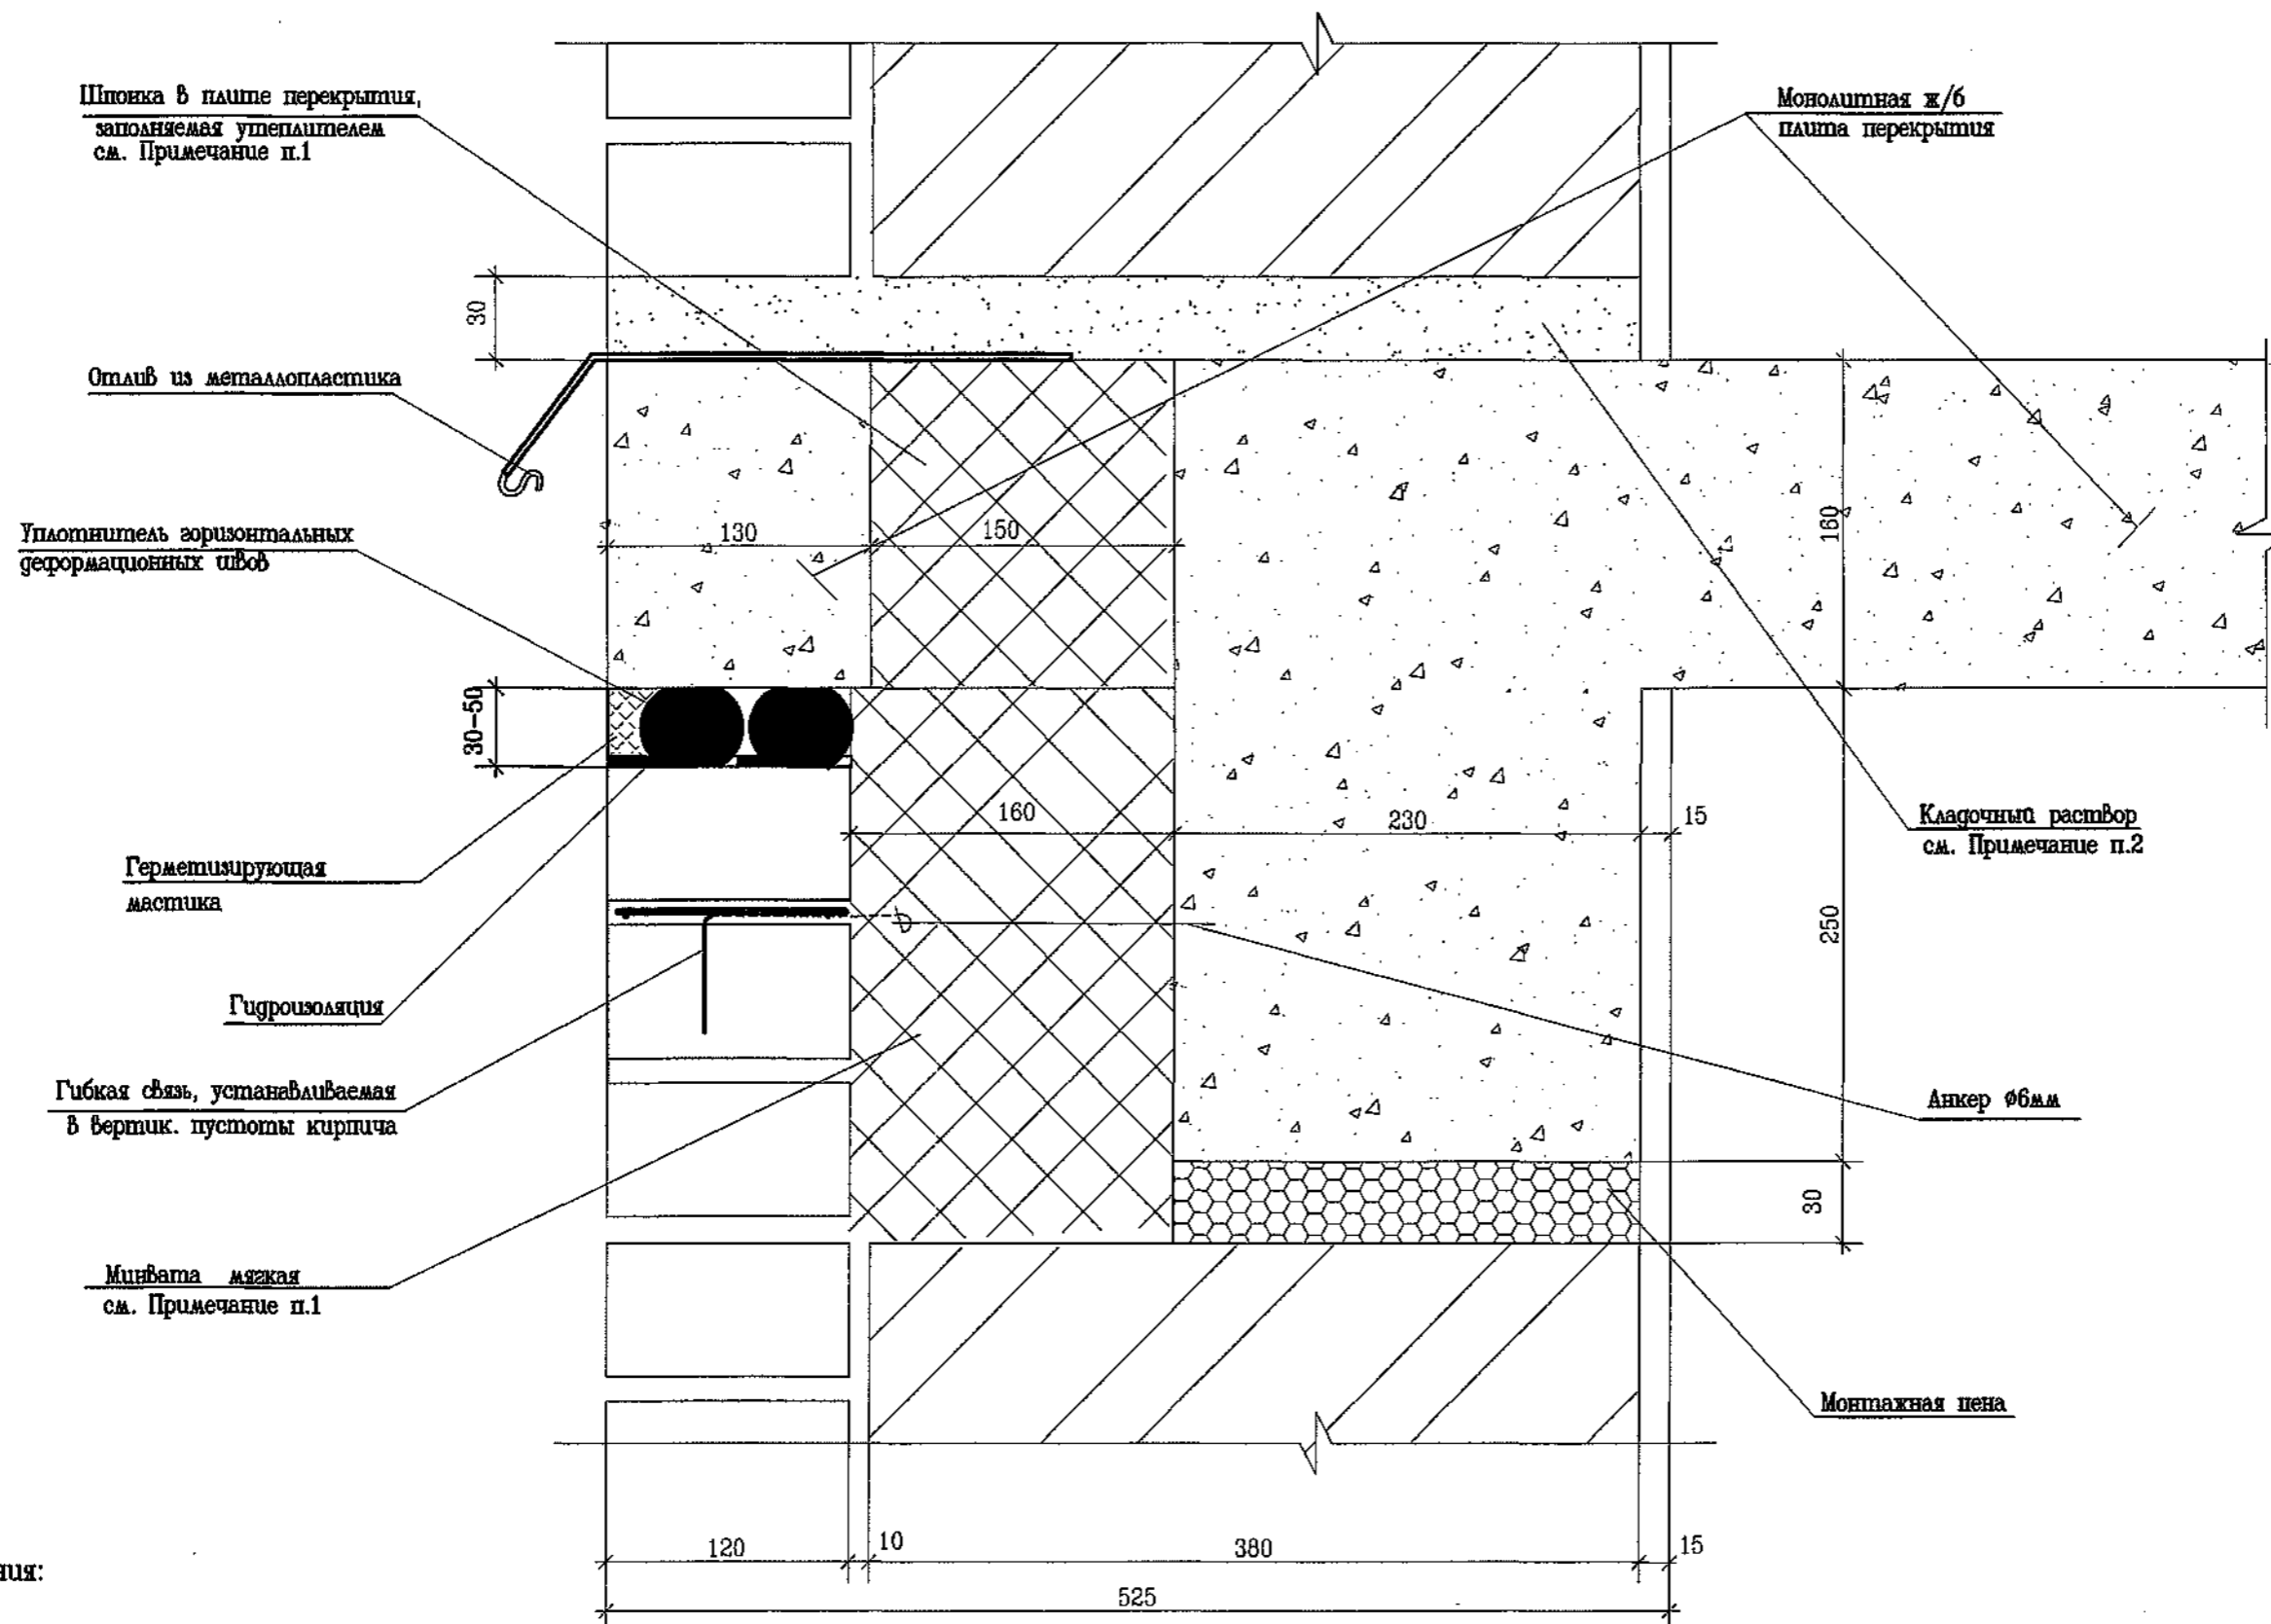 Шпонка в плите перекрытия,
заполняемая утеплителем
см. Примечание п.1
Монолитная ж/б
плита перекрытия
30
Отлив из металлопластика
Уплотнитель горизонтальных
деформационных швов
130
150
160
30-50
160
230
15
Кладочный раствор
см. Примечание п.2
Герметизирующая
мастика
250
Гидроизоляция
Гибкая связь, устанавливаемая
в вертик. пустоты кирпича
Анкер Ø6мм
30
Минвата мягкая
см. Примечание п.1
Монтажная пена
120
10
380
15
ния:
525